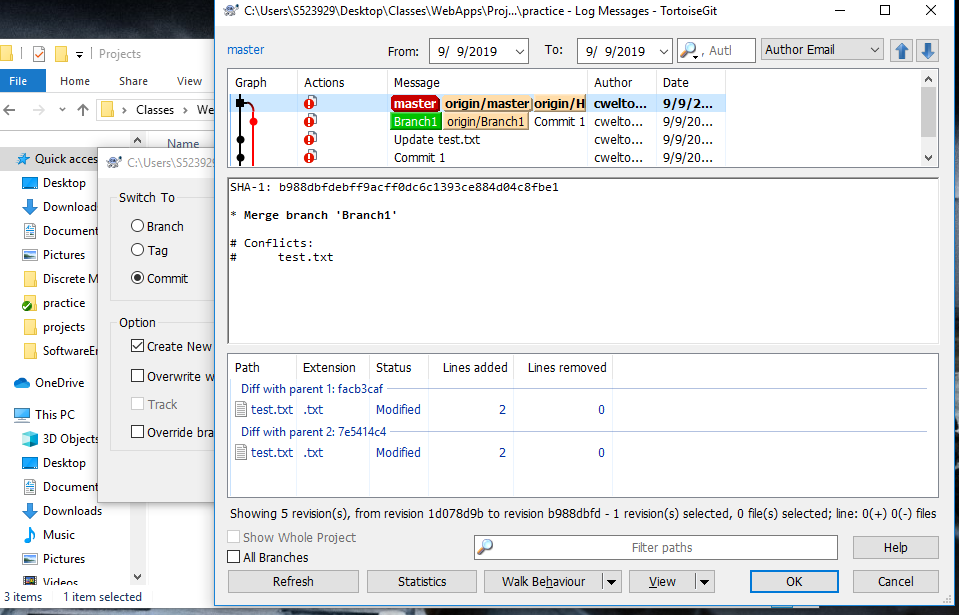 C:\Users\S523929\Desktop\Classes\WebApps\Proj...\practice - Log Messages - TortoiseGit
master
From: 9/ 9/2019 To: 9/ 9/2019 , Autl Author Email
Graph Actions Message Author Date
master origin/master origin/H cwelto... 9/9/2...
Branch1 origin/Branch1 Commit 1 cwelto... 9/9/20...
Update test.txt cwelto... 9/9/20...
Commit 1 cwelto... 9/9/20...
SHA-1: b988dbfdebff9acff0dc6c1393ce884d04c8fbe1
* Merge branch 'Branch1'
# Conflicts:
# test.txt
Path Extension Status Lines added Lines removed
Diff with parent 1: facb3caf
test.txt .txt Modified 2 0
Diff with parent 2: 7e5414c4
test.txt .txt Modified 2 0
Showing 5 revision(s), from revision 1d078d9b to revision b988dbfd - 1 revision(s) selected, 0 file(s) selected; line: 0(+) 0(-) files
Show Whole Project
All Branches
Filter paths
Help
Refresh Statistics Walk Behaviour View OK Cancel
Projects
File Home Share View
Classes We
Name
Quick acces
Desktop
Download
Document
Pictures
Discrete M
practice
projects
SoftwareEn
OneDrive
This PC
3D Objects
Desktop
Document
Downloads
Music
Pictures
Videos
3 items 1 item selected
C:\Users\S523929
Switch To
Branch
Tag
Commit
Option
Create New
Overwrite w
Track
Override bra